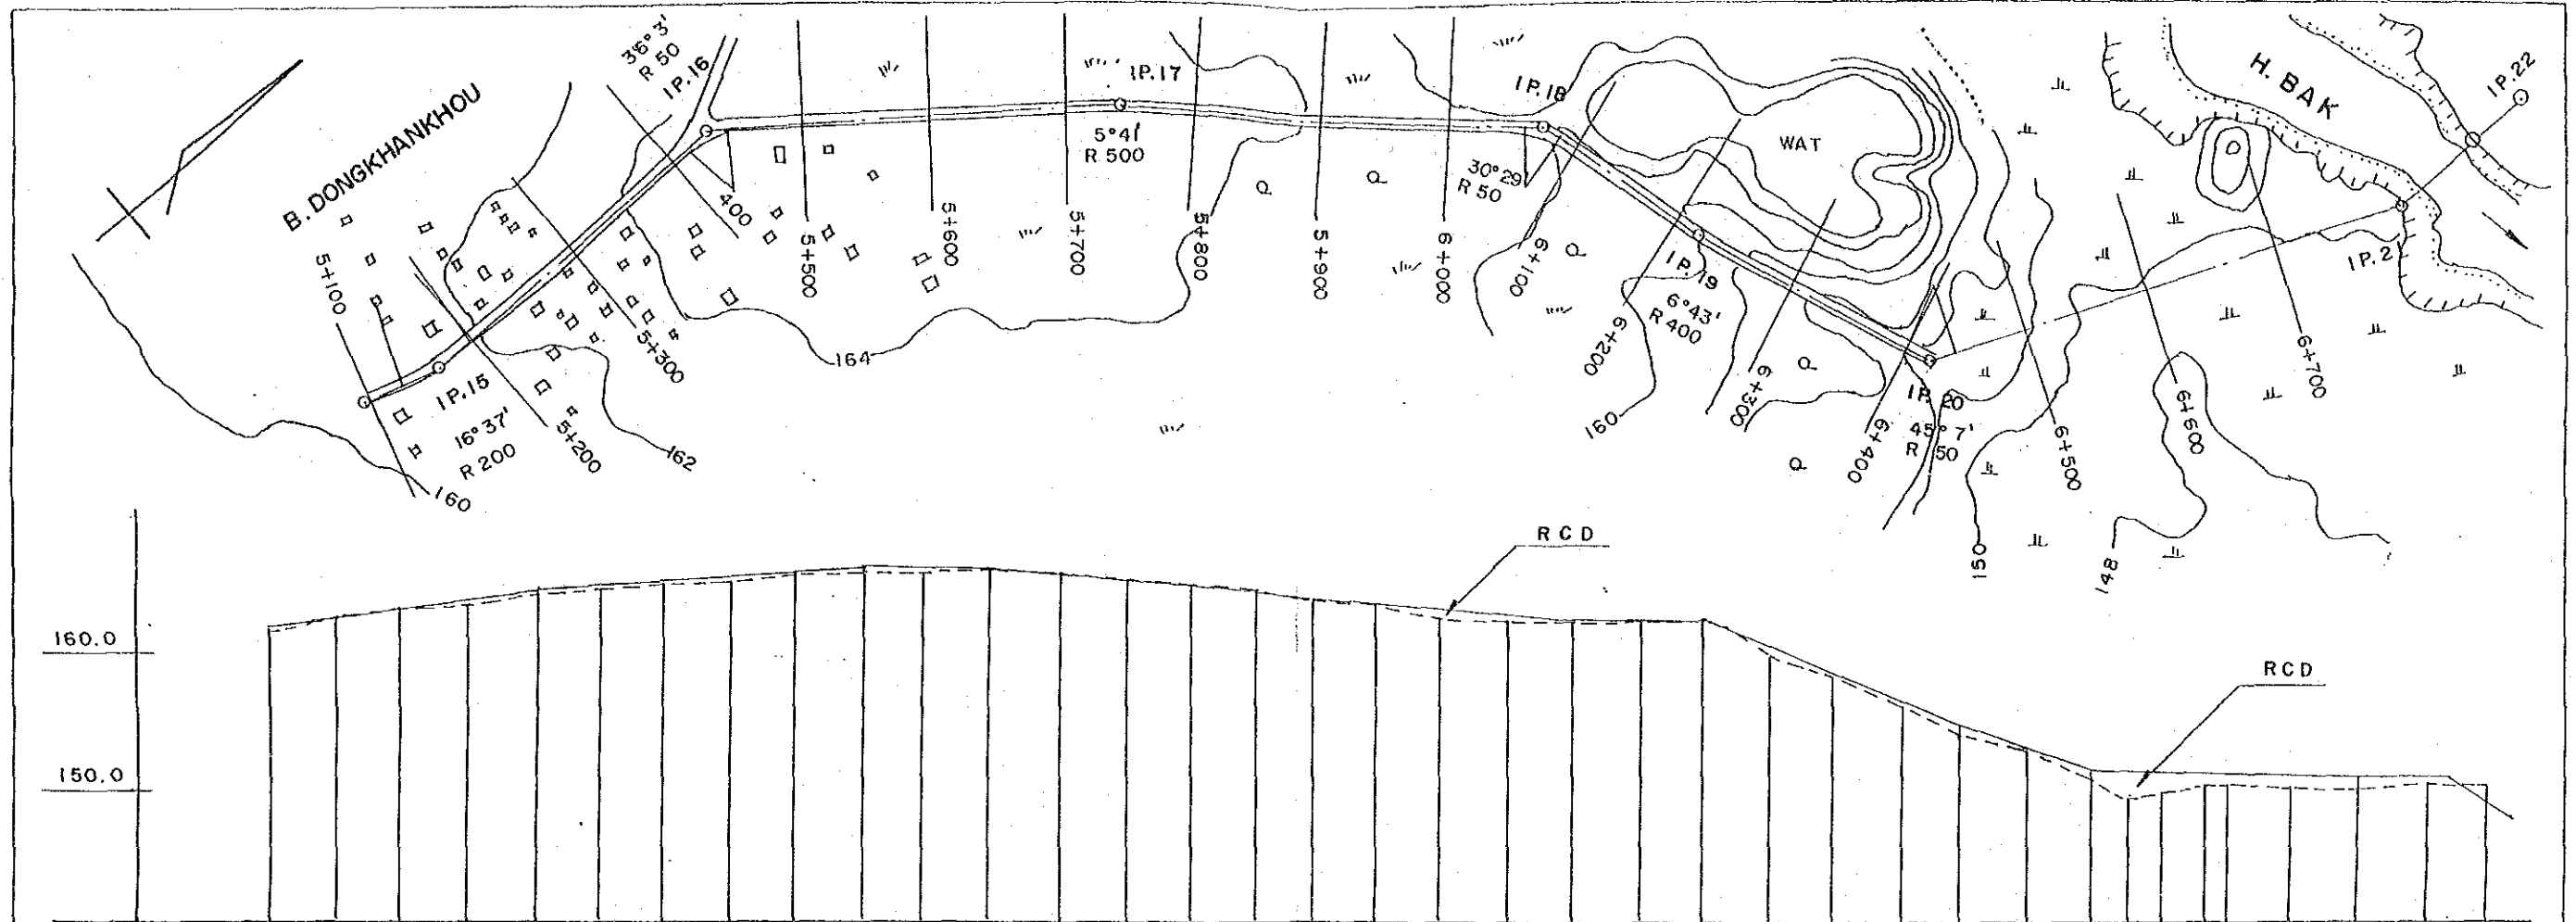 B. DONGKHANKHOU
5+100
IP.15
16°37'
R 200
160
5+200
162
5+300
36°3'
R 50
IP.16
400
5+500
164
5+600
5+700
IP.17
5°41'
R 500
5+800
5+900
6+000
IP.18
30°29
R 50
6+100
WAT
IP.19
6°43'
R 400
6+200
160
6+300
IP. 20
45°7'
R 50
6+400
6+500
150
148
6+600
6+700
H. BAK
IP.2
IP.22
RCD
RCD
160.0
150.0